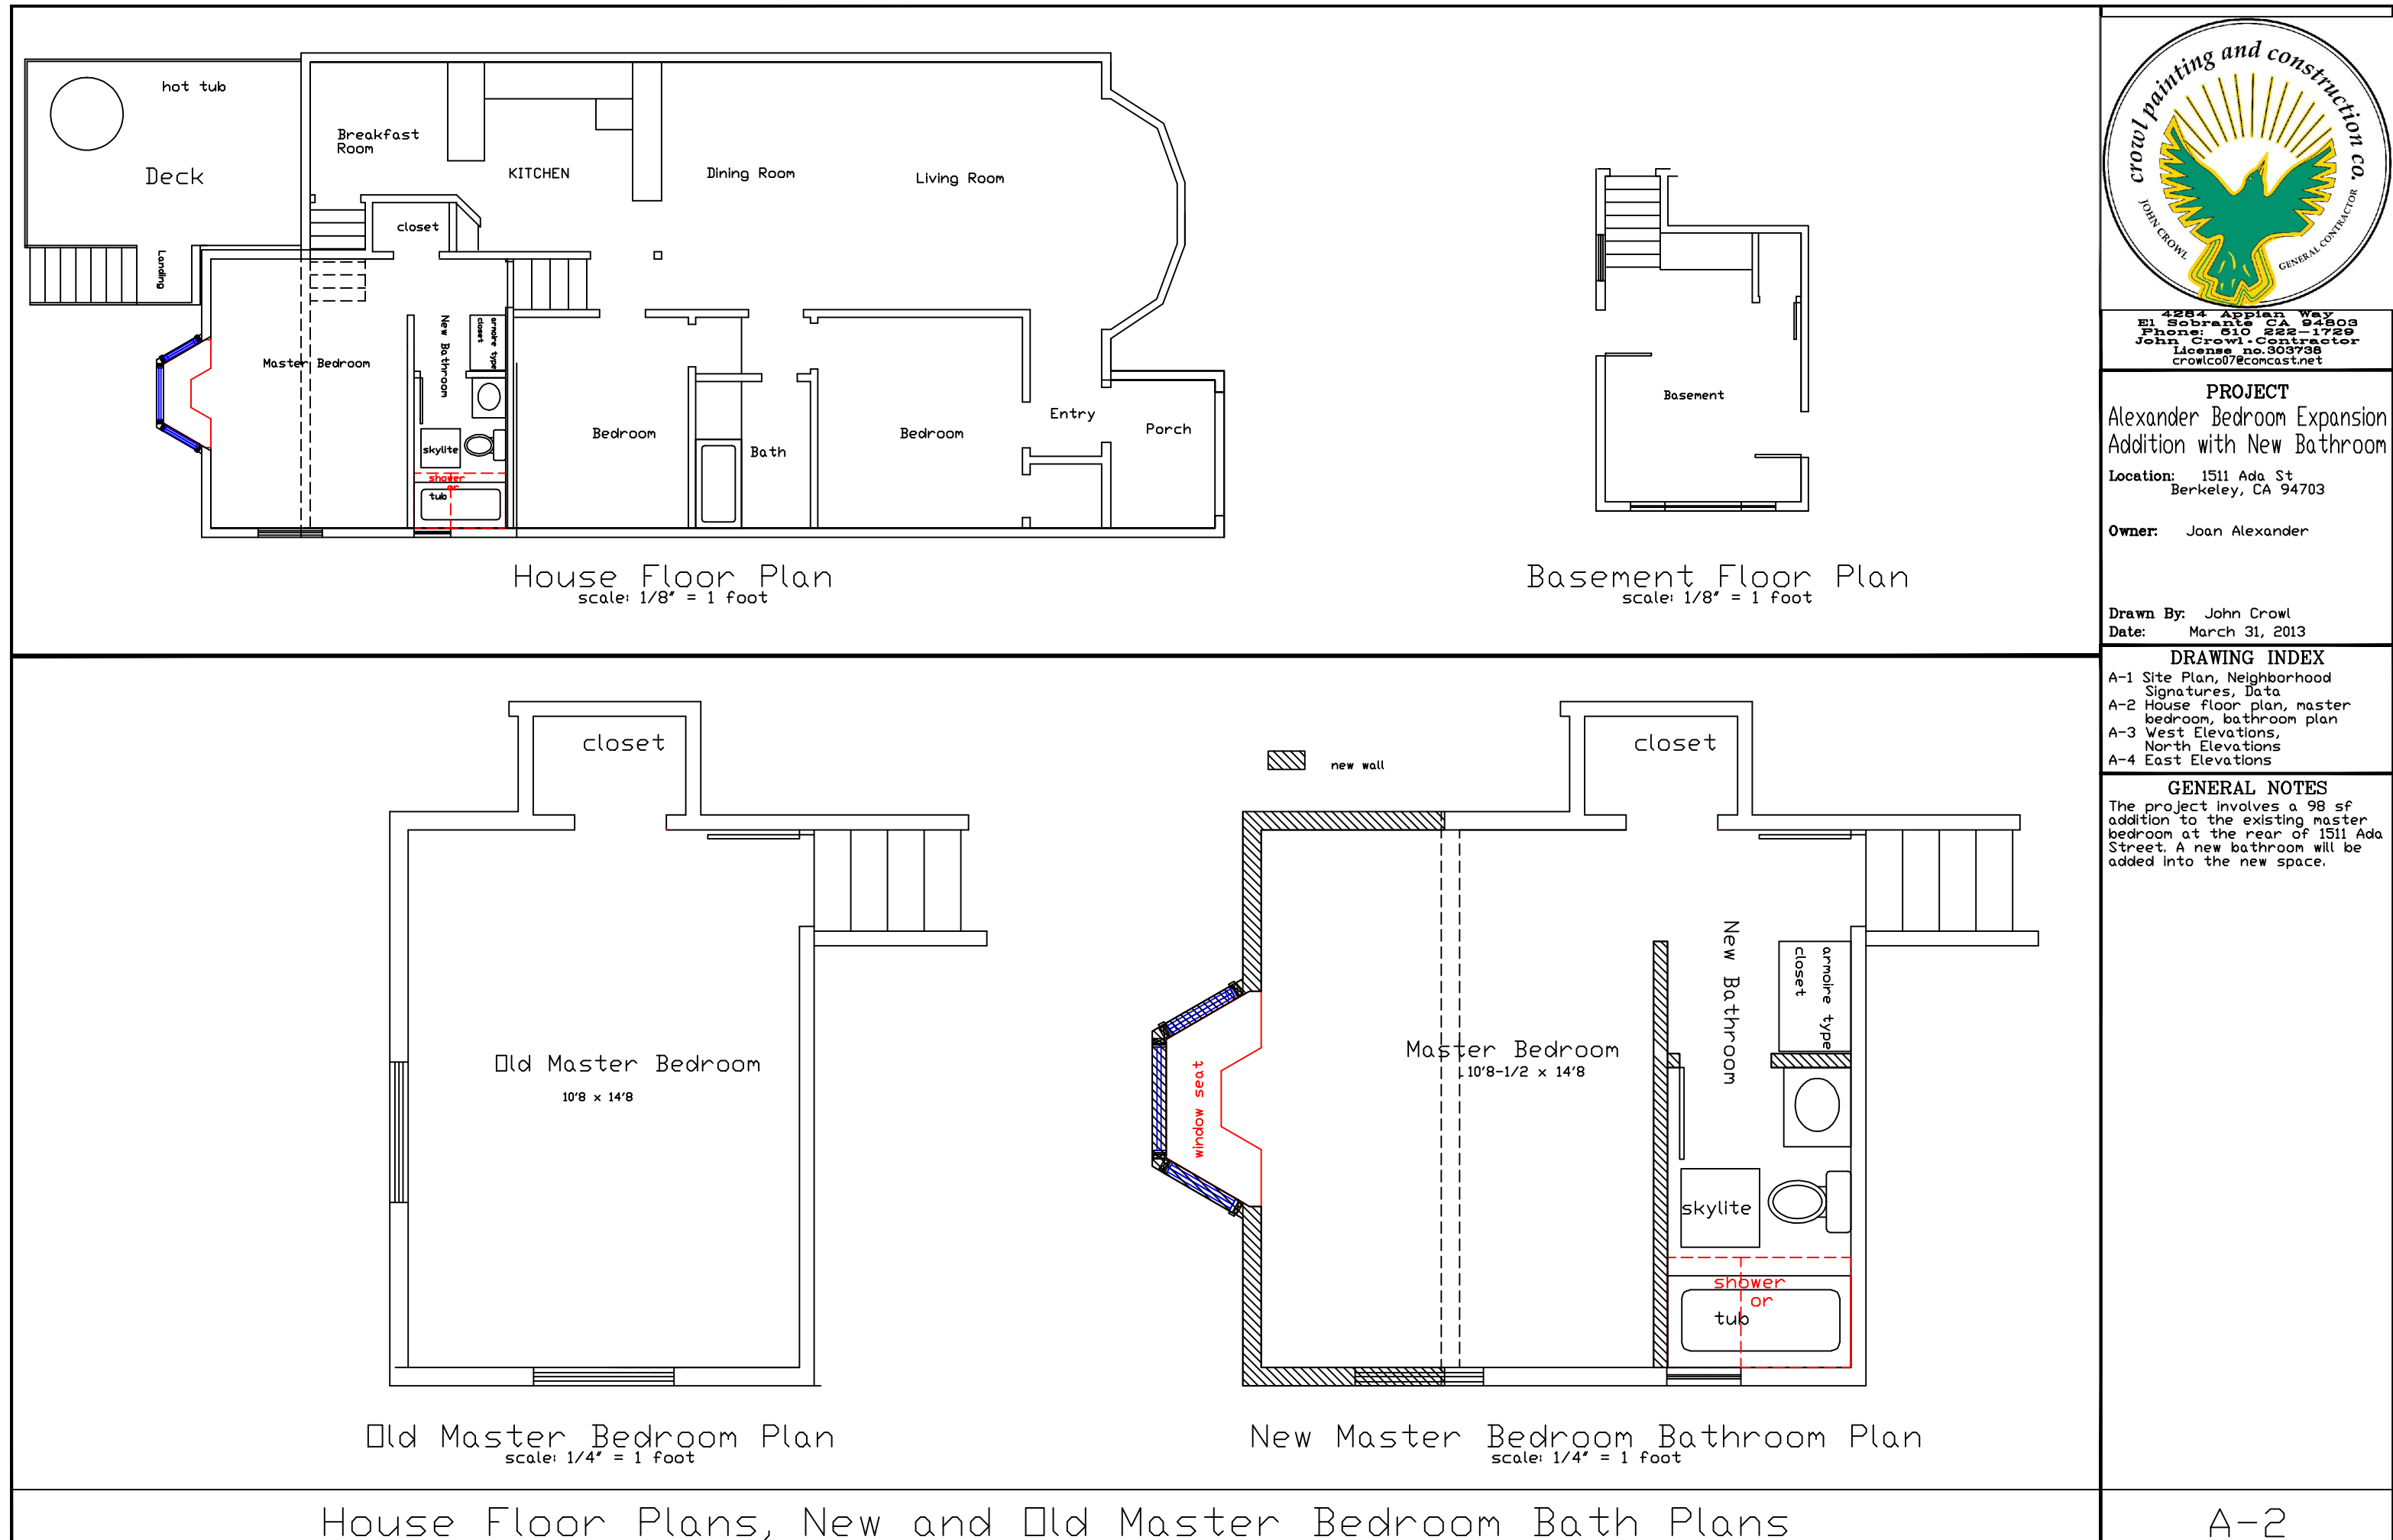 hot tub
Deck
Landing
Breakfast
Room
KITCHEN
Dining Room
Living Room
closet
Master Bedroom
New Bathroom
armoire type
closet
skylite
shower
or
tub
Bedroom
Bath
Bedroom
Entry
Porch
House Floor Plan
scale: 1/8" = 1 foot
Basement
Basement Floor Plan
scale: 1/8" = 1 foot
closet
Old Master Bedroom
10'8 x 14'8
Old Master Bedroom Plan
scale: 1/4" = 1 foot
new wall
closet
New Bathroom
armoire type
closet
Master Bedroom
10'8-1/2 x 14'8
window seat
skylite
shower
or
tub
New Master Bedroom Bathroom Plan
scale: 1/4" = 1 foot
House Floor Plans, New and Old Master Bedroom Bath Plans
crowl painting and construction co.
JOHN CROWL
GENERAL CONTRACTOR
4284 Appian Way
El Sobrante CA 94803
Phone: 510 222-1729
John Crowl-Contractor
License no.303738
crowlco07@comcast.net
PROJECT
Alexander Bedroom Expansion
Addition with New Bathroom
Location: 1511 Ada St
Berkeley, CA 94703
Owner: Joan Alexander
Drawn By: John Crowl
Date: March 31, 2013
DRAWING INDEX
A-1 Site Plan, Neighborhood
Signatures, Data
A-2 House floor plan, master
bedroom, bathroom plan
A-3 West Elevations,
North Elevations
A-4 East Elevations
GENERAL NOTES
The project involves a 98 sf
addition to the existing master
bedroom at the rear of 1511 Ada
Street. A new bathroom will be
added into the new space.
A-2